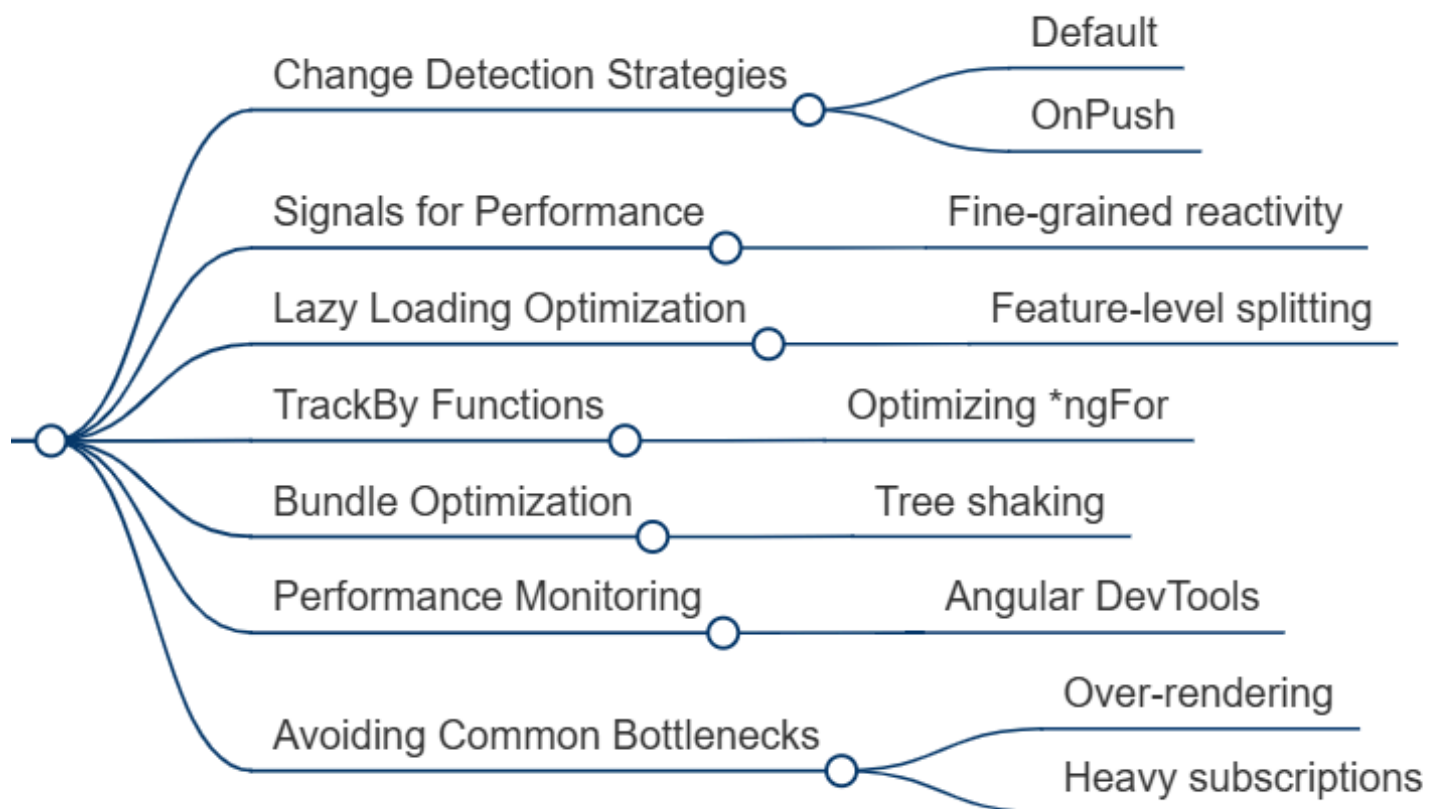 Change Detection Strategies
Default
OnPush
Signals for Performance
Fine-grained reactivity
Lazy Loading Optimization
Feature-level splitting
TrackBy Functions
Optimizing *ngFor
Bundle Optimization
Tree shaking
Performance Monitoring
Angular DevTools
Avoiding Common Bottlenecks
Over-rendering
Heavy subscriptions